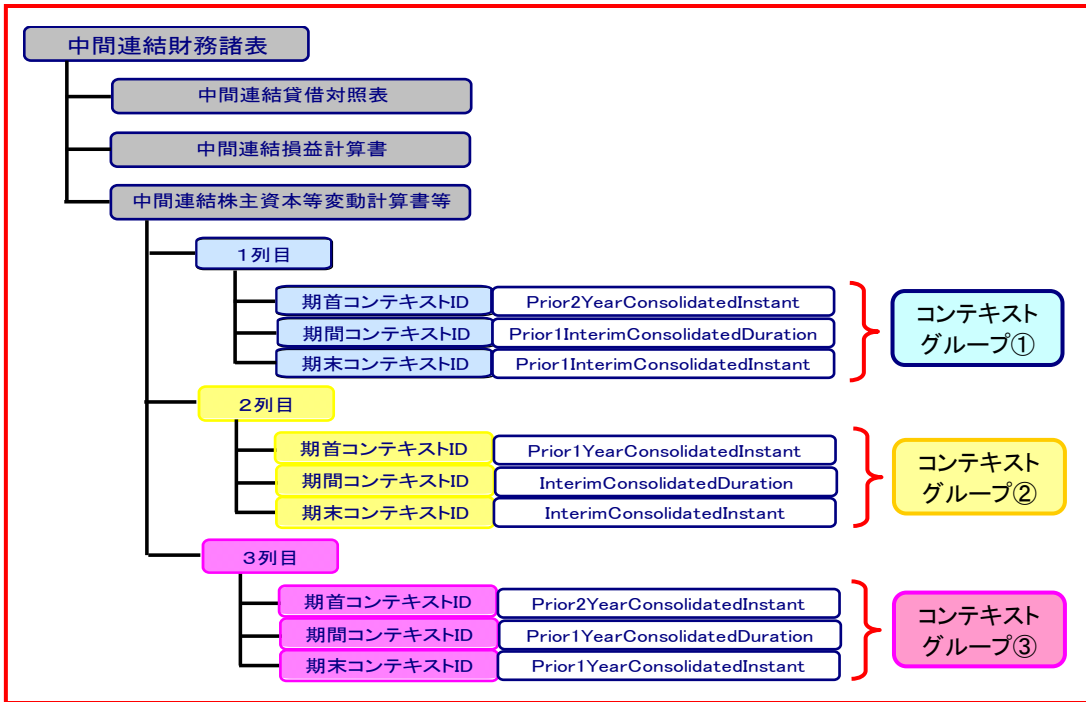 中間連結財務諸表
中間連結貸借対照表
中間連結損益計算書
中間連結株主資本等変動計算書等
1列目
期首コンテキストID Prior2YearConsolidatedInstant
期間コンテキストID Prior1InterimConsolidatedDuration
期末コンテキストID Prior1InterimConsolidatedInstant
コンテキスト
グループ①
2列目
期首コンテキストID Prior1YearConsolidatedInstant
期間コンテキストID InterimConsolidatedDuration
期末コンテキストID InterimConsolidatedInstant
コンテキスト
グループ②
3列目
期首コンテキストID Prior2YearConsolidatedInstant
期間コンテキストID Prior1YearConsolidatedDuration
期末コンテキストID Prior1YearConsolidatedInstant
コンテキスト
グループ③